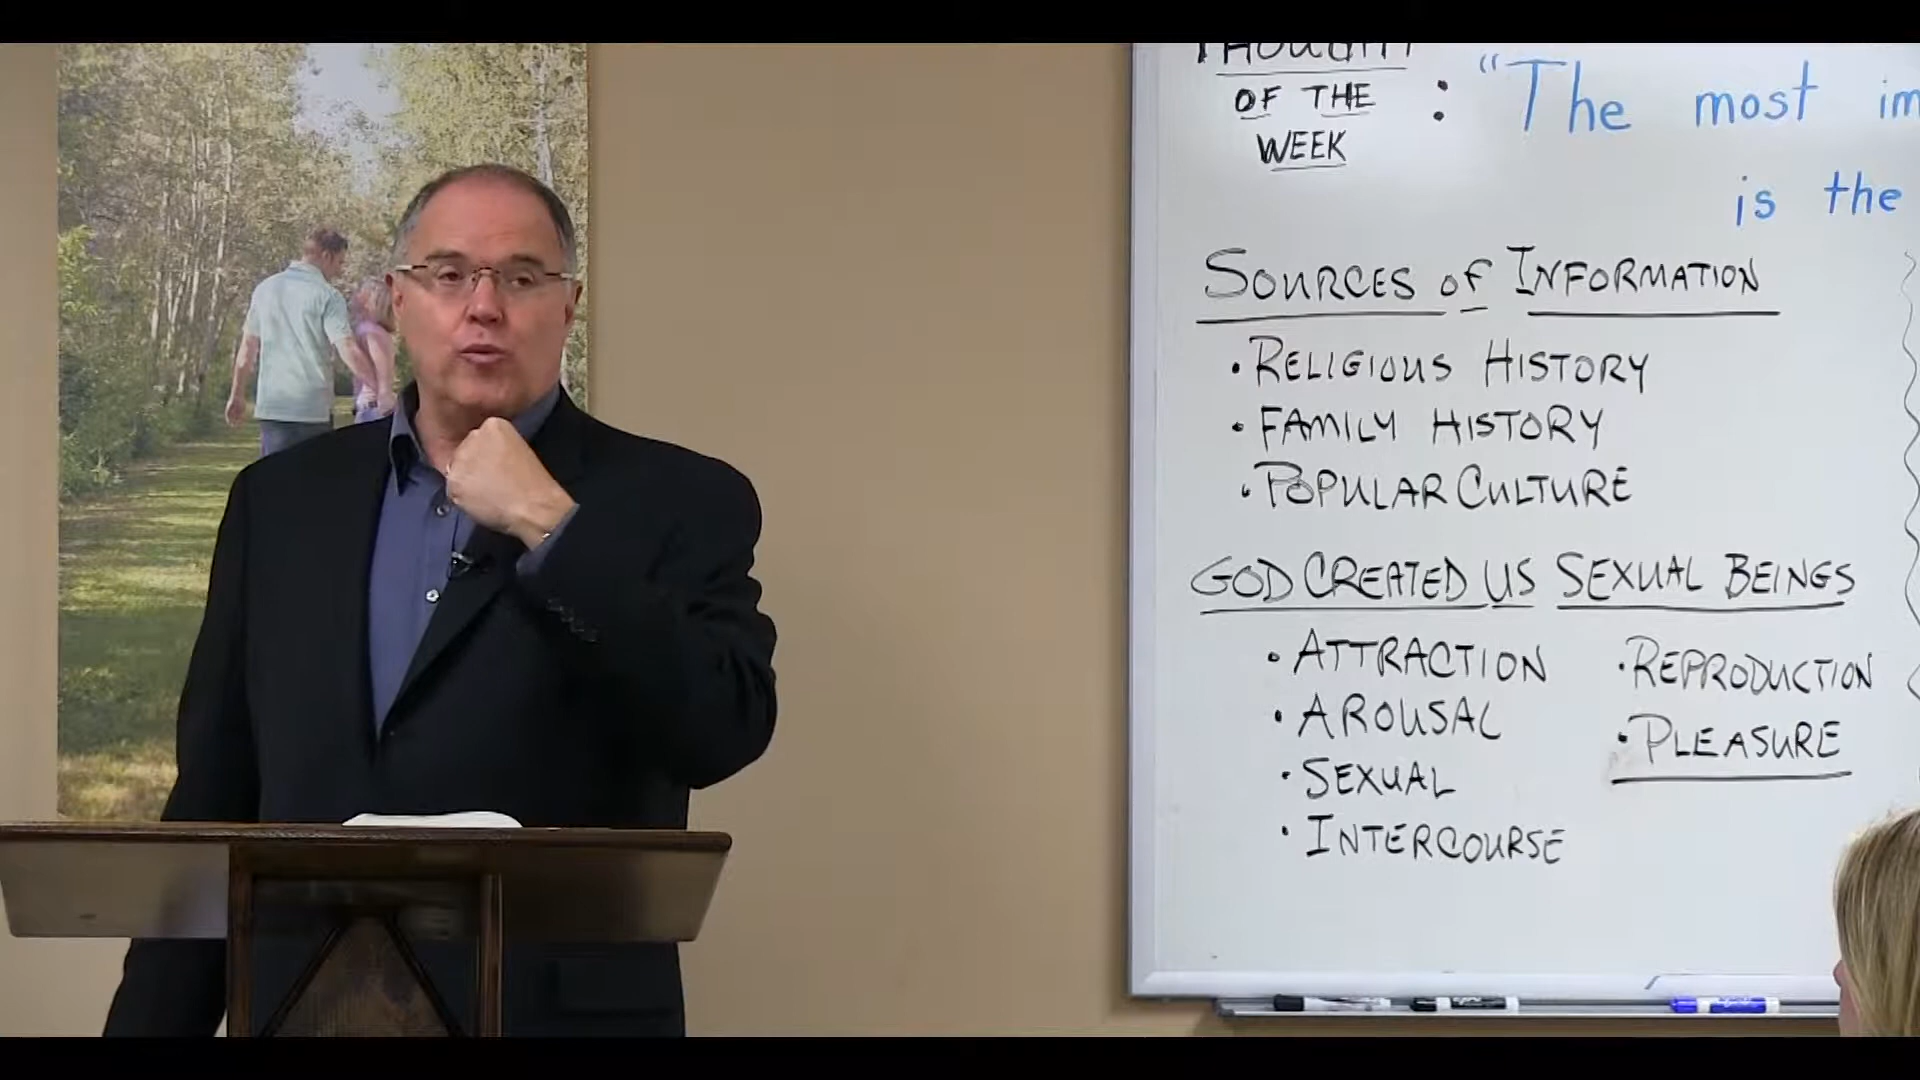 THOUGHT
OF THE : "The most
WEEK
is the
SOURCES OF INFORMATION
• RELIGIOUS HISTORY
• FAMILY HISTORY
• POPULAR CULTURE
GOD CREATED US SEXUAL BEINGS
• ATTRACTION
• AROUSAL
• SEXUAL
• INTERCOURSE
• REPRODUCTION
• PLEASURE